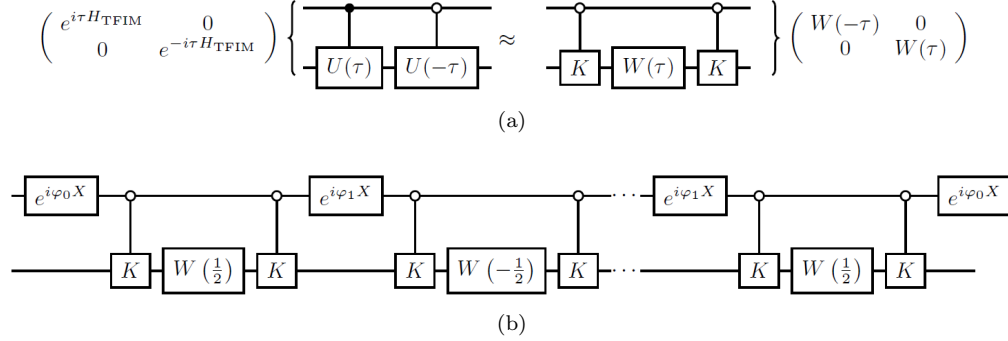 ( e^{iτH_TFIM} 0 ; 0 e^{-iτH_TFIM} ) { U(τ) U(−τ) ≈ K W(τ) K } ( W(−τ) 0 ; 0 W(τ) )
(a)
e^{iφ_0 X} e^{iφ_1 X} ··· e^{iφ_1 X} e^{iφ_0 X}
K W(1/2) K K W(−1/2) K ··· K W(1/2) K
(b)